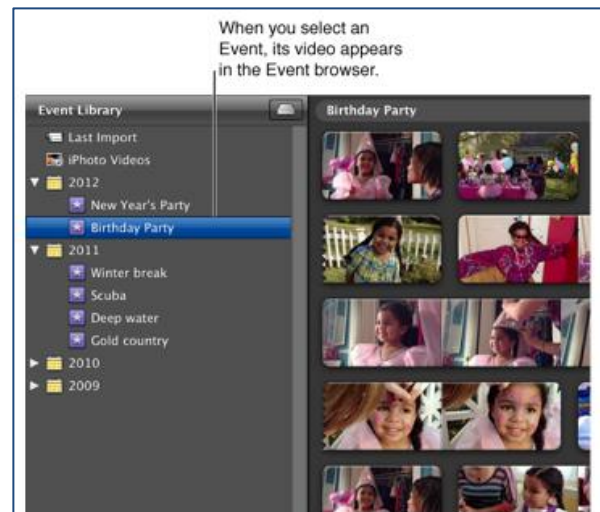 When you select an
Event, its video appears
in the Event browser.
Event Library
Birthday Party
Last Import
iPhoto Videos
2012
New Year's Party
Birthday Party
2011
Winter break
Scuba
Deep water
Gold country
2010
2009